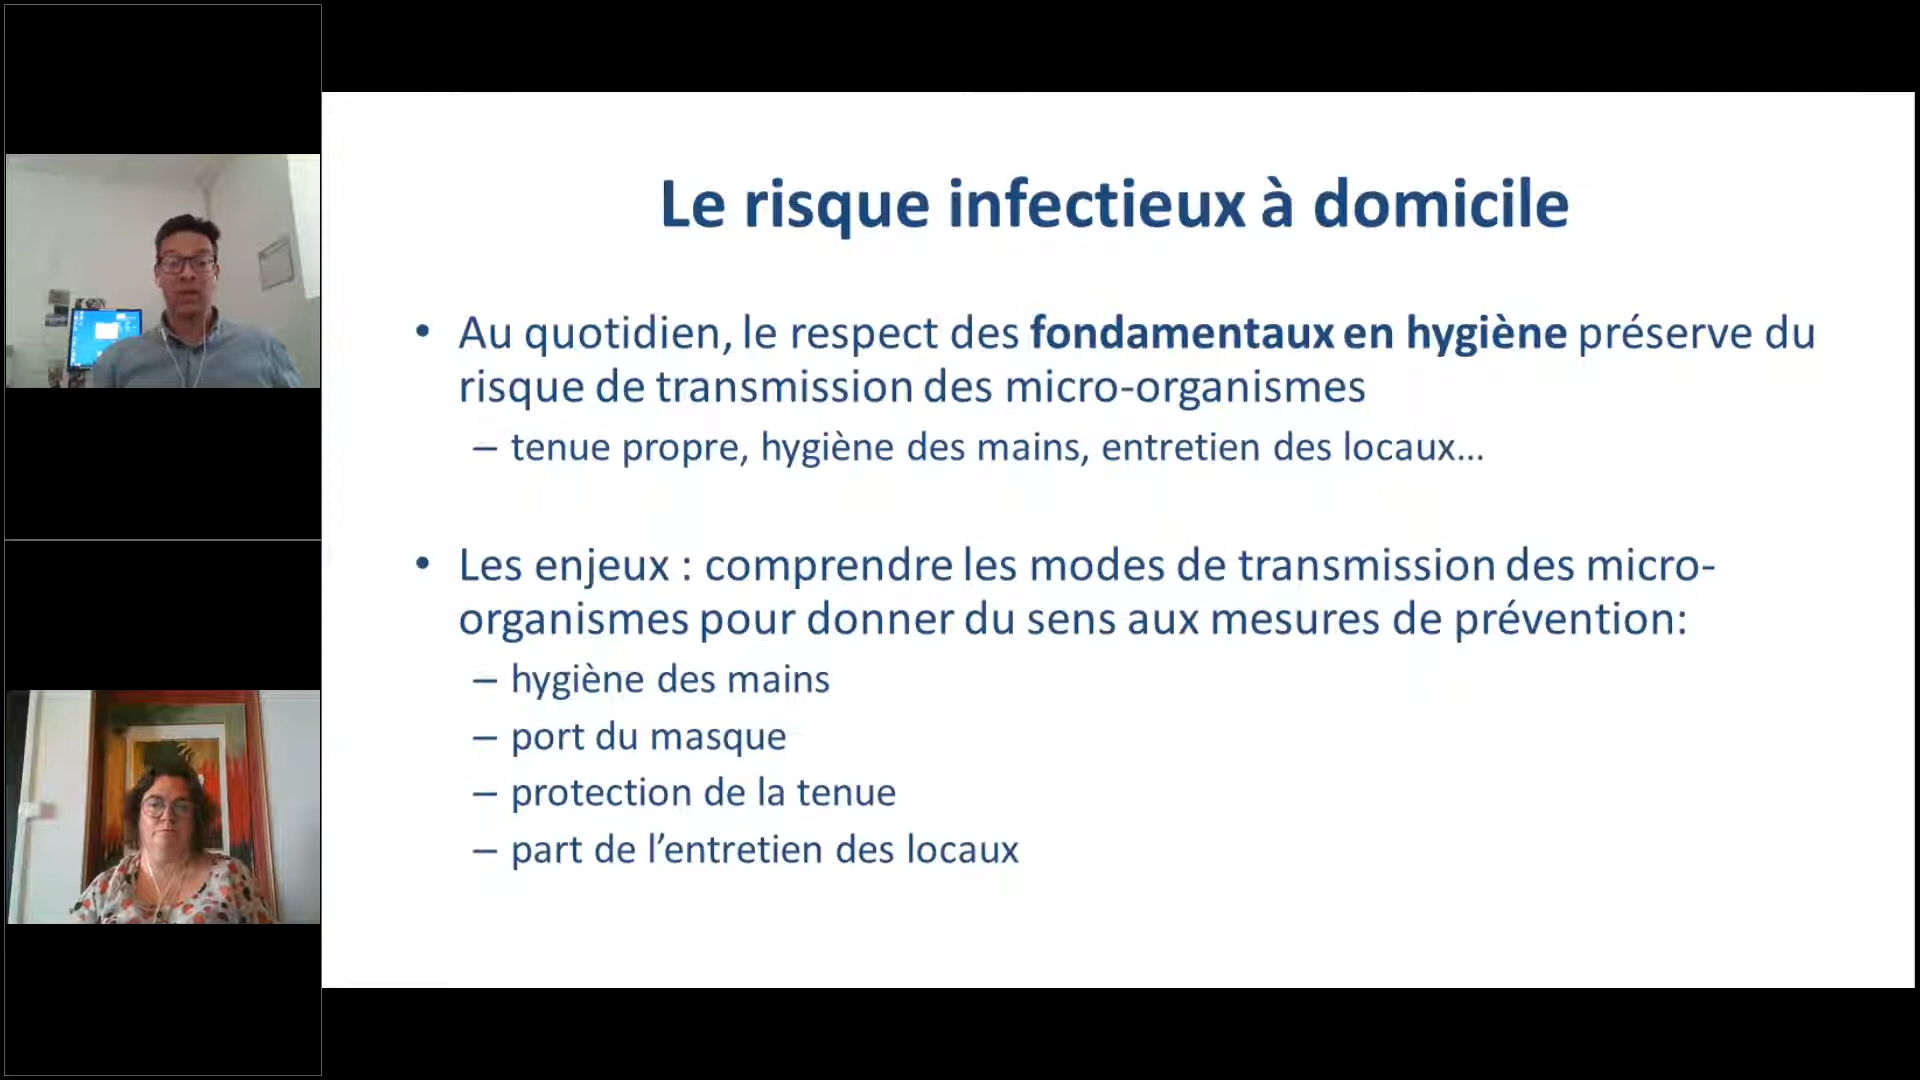 Le risque infectieux à domicile
• Au quotidien, le respect des fondamentaux en hygiène préserve du
risque de transmission des micro-organismes
– tenue propre, hygiène des mains, entretien des locaux...
• Les enjeux : comprendre les modes de transmission des micro-
organismes pour donner du sens aux mesures de prévention:
– hygiène des mains
– port du masque
– protection de la tenue
– part de l’entretien des locaux